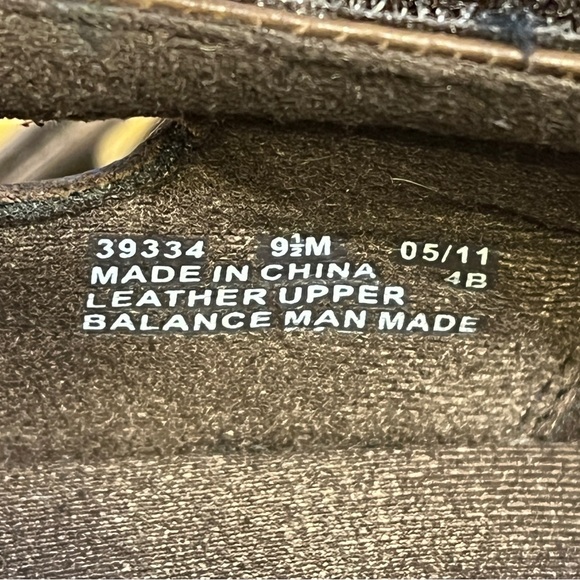 39334 9½M 05/11
MADE IN CHINA 4B
LEATHER UPPER
BALANCE MAN MADE